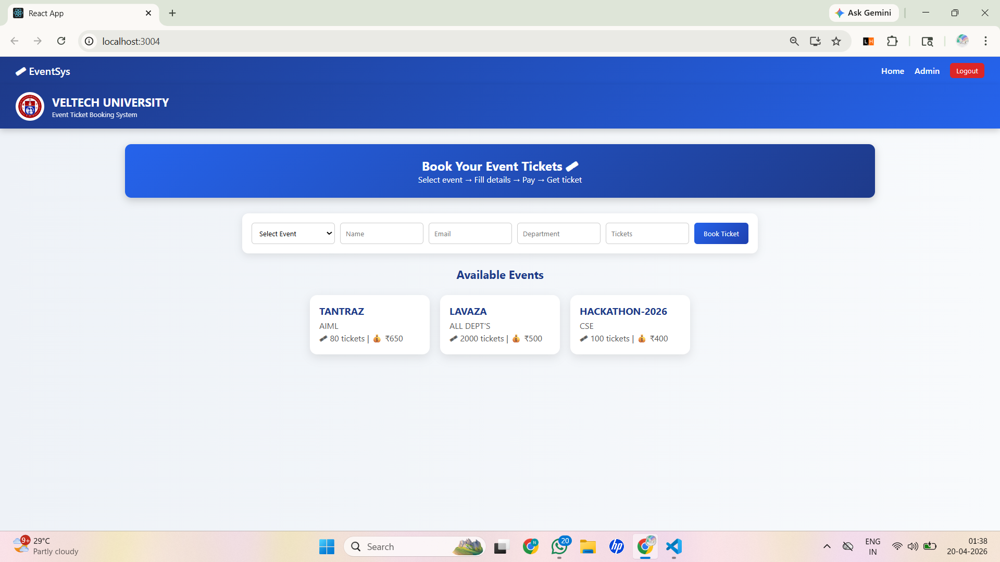 React App
Ask Gemini
localhost:3004
LH
EventSys
Home Admin Logout
VELTECH UNIVERSITY
Event Ticket Booking System
Book Your Event Tickets
Select event → Fill details → Pay → Get ticket
Select Event Name Email Department Tickets Book Ticket
Available Events
TANTRAZ
AIML
80 tickets | ₹650
LAVAZA
ALL DEPT'S
2000 tickets | ₹500
HACKATHON-2026
CSE
100 tickets | ₹400
9+
29°C
Partly cloudy
Search
N
20
hp
ENG
IN
01:38
20-04-2026